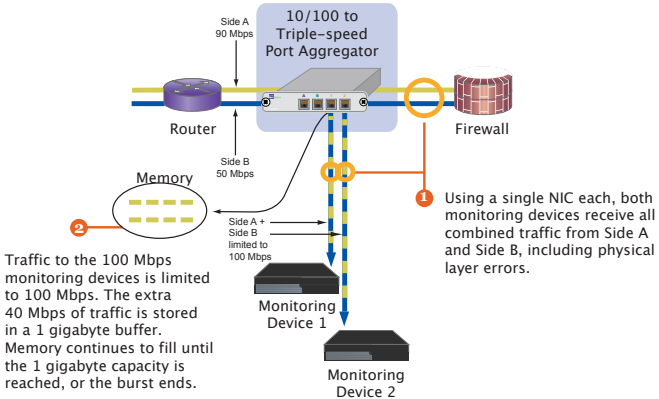 Side A
90 Mbps
10/100 to
Triple-speed
Port Aggregator
Router
Firewall
Side B
50 Mbps
Memory
1
Using a single NIC each, both
monitoring devices receive all
combined traffic from Side A
and Side B, including physical
layer errors.
2
Side A +
Side B
limited to
100 Mbps
Traffic to the 100 Mbps
monitoring devices is limited
to 100 Mbps. The extra
40 Mbps of traffic is stored
in a 1 gigabyte buffer.
Memory continues to fill until
the 1 gigabyte capacity is
reached, or the burst ends.
Monitoring
Device 1
Monitoring
Device 2